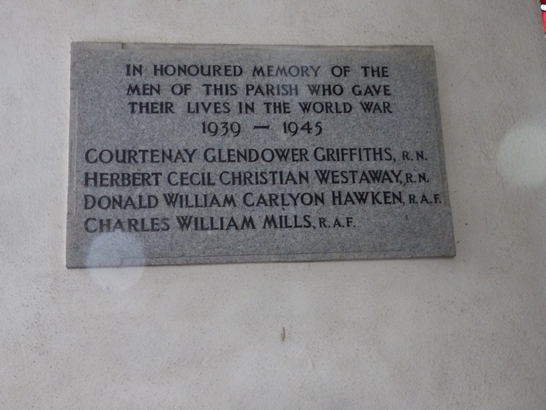 IN HONOURED MEMORY OF THE
MEN OF THIS PARISH WHO GAVE
THEIR LIVES IN THE WORLD WAR
1939 — 1945
COURTENAY GLENDOWER GRIFFITHS, R.N.
HERBERT CECIL CHRISTIAN WESTAWAY, R.N.
DONALD WILLIAM CARLYON HAWKEN, R.A.F.
CHARLES WILLIAM MILLS, R.A.F.